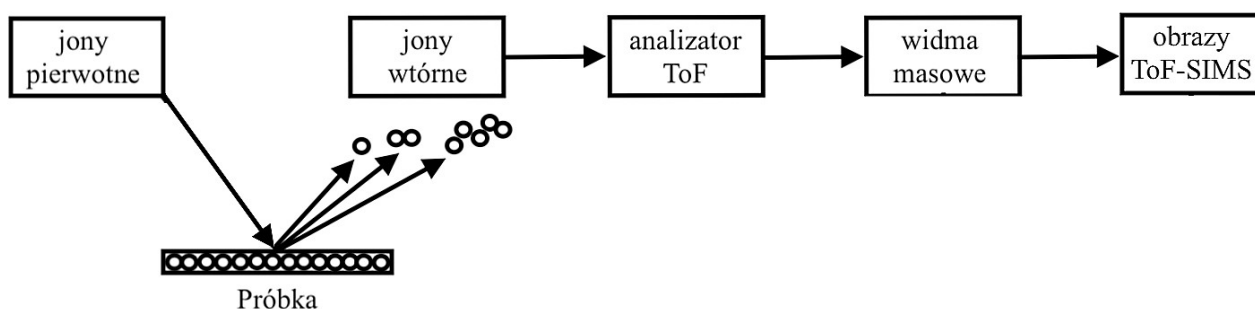 jony
pierwotne
jony
wtórne
analizator
ToF
widma
masowe
obrazy
ToF-SIMS
Próbka